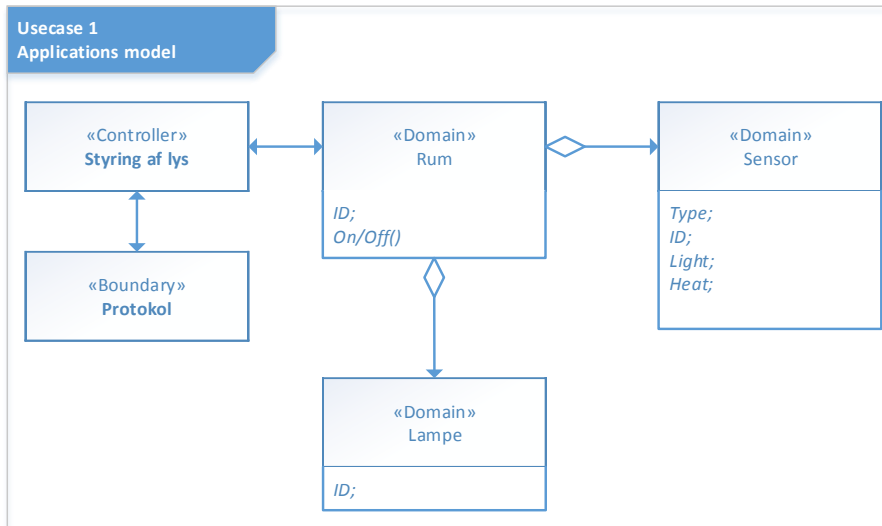 Usecase 1
Applications model
«Controller»
Styring af lys
«Domain»
Rum
ID;
On/Off()
«Domain»
Sensor
Type;
ID;
Light;
Heat;
«Boundary»
Protokol
«Domain»
Lampe
ID;